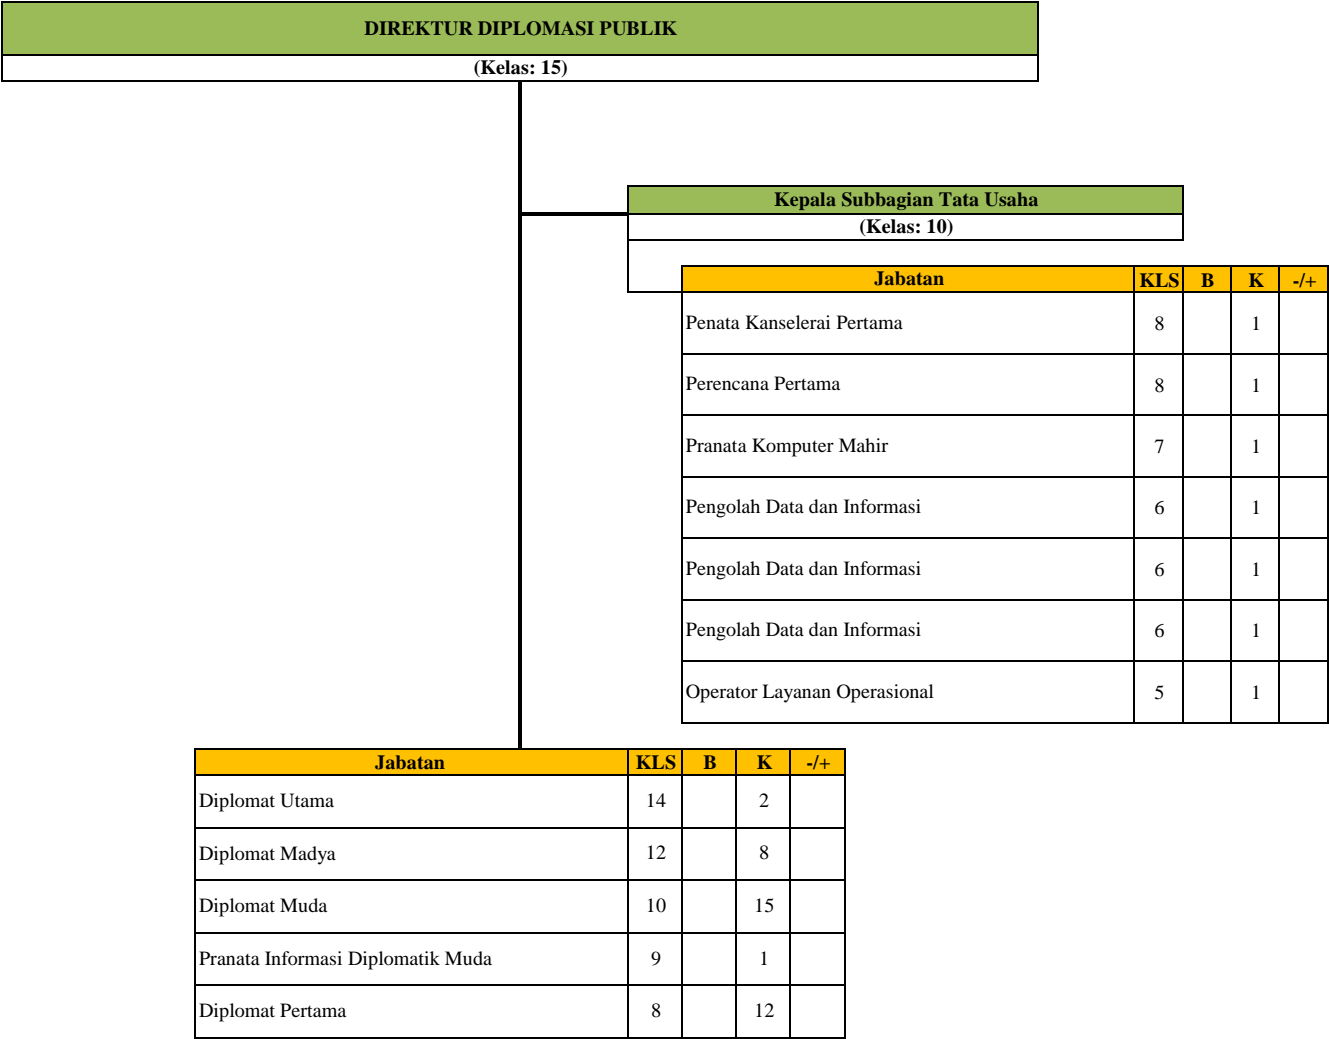 DIREKTUR DIPLOMASI PUBLIK
(Kelas: 15)
Kepala Subbagian Tata Usaha
(Kelas: 10)
Jabatan KLS B K -/+
Penata Kanselerai Pertama 8 1
Perencana Pertama 8 1
Pranata Komputer Mahir 7 1
Pengolah Data dan Informasi 6 1
Pengolah Data dan Informasi 6 1
Pengolah Data dan Informasi 6 1
Operator Layanan Operasional 5 1
Jabatan KLS B K -/+
Diplomat Utama 14 2
Diplomat Madya 12 8
Diplomat Muda 10 15
Pranata Informasi Diplomatik Muda 9 1
Diplomat Pertama 8 12